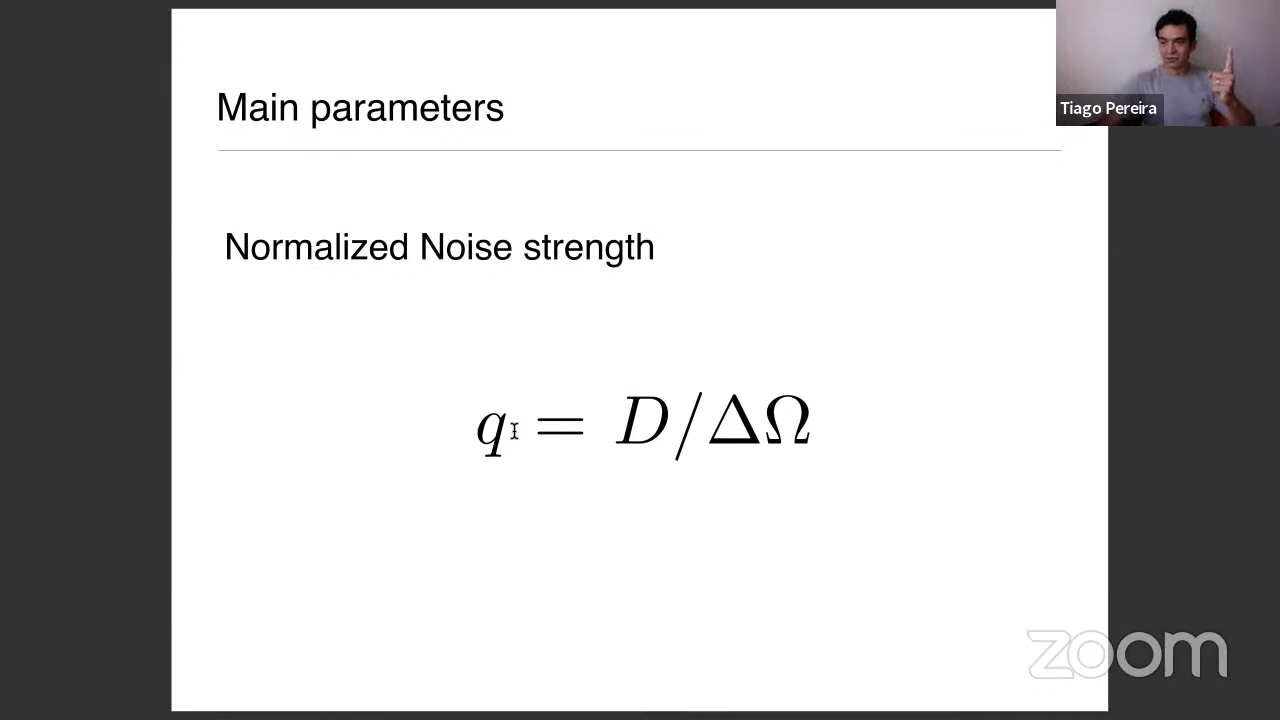 Main parameters
Tiago Pereira
Normalized Noise strength
q = D/ΔΩ
zoom